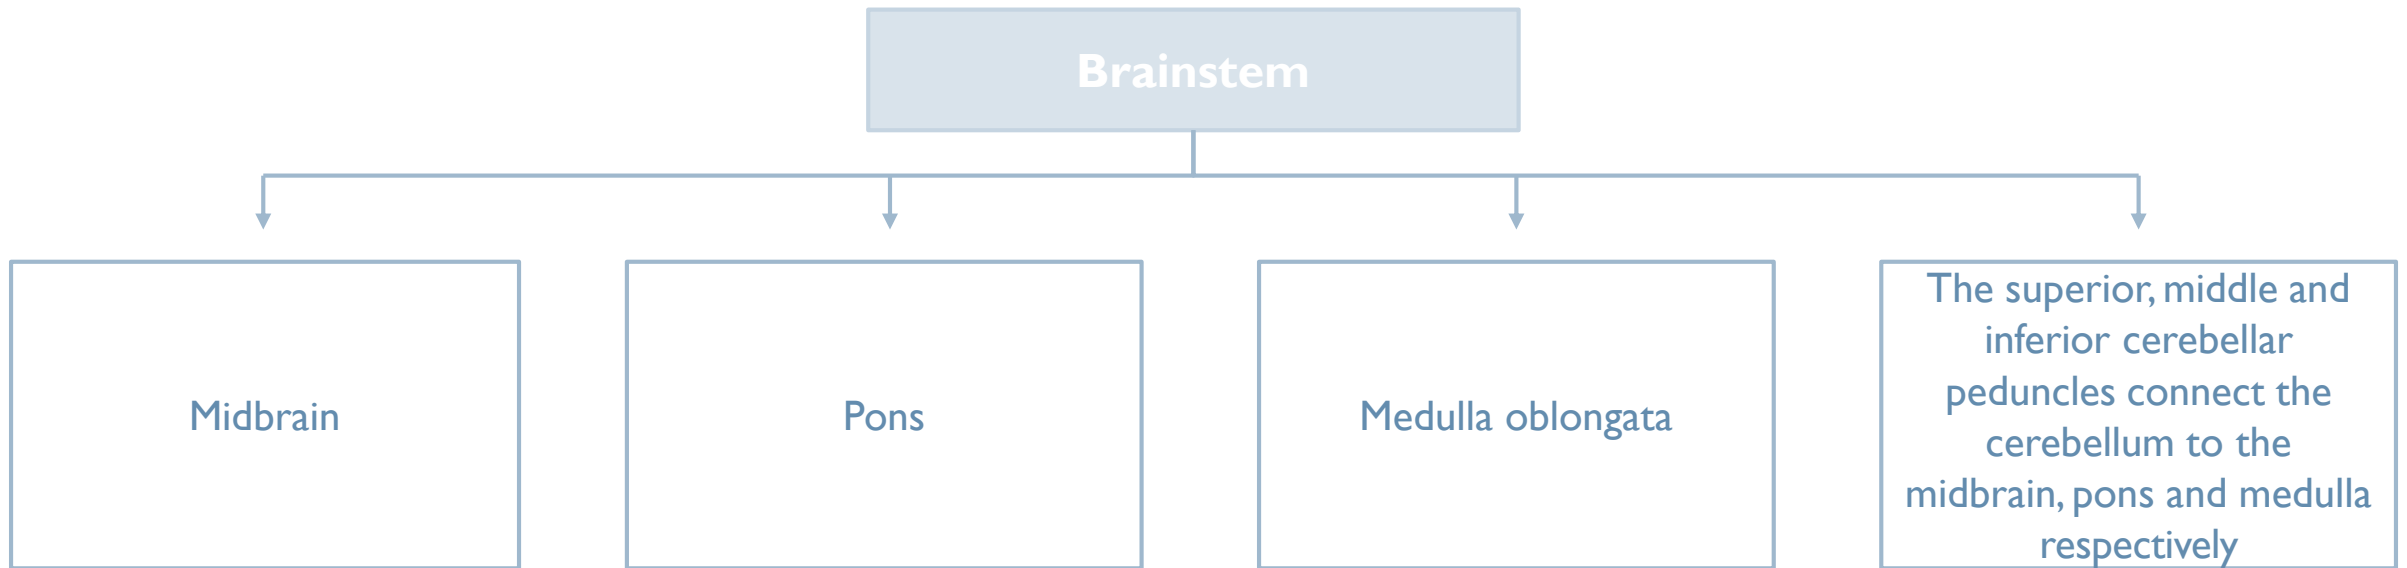 Brainstem
Midbrain
Pons
Medulla oblongata
The superior, middle and
inferior cerebellar
peduncles connect the
cerebellum to the
midbrain, pons and medulla
respectively